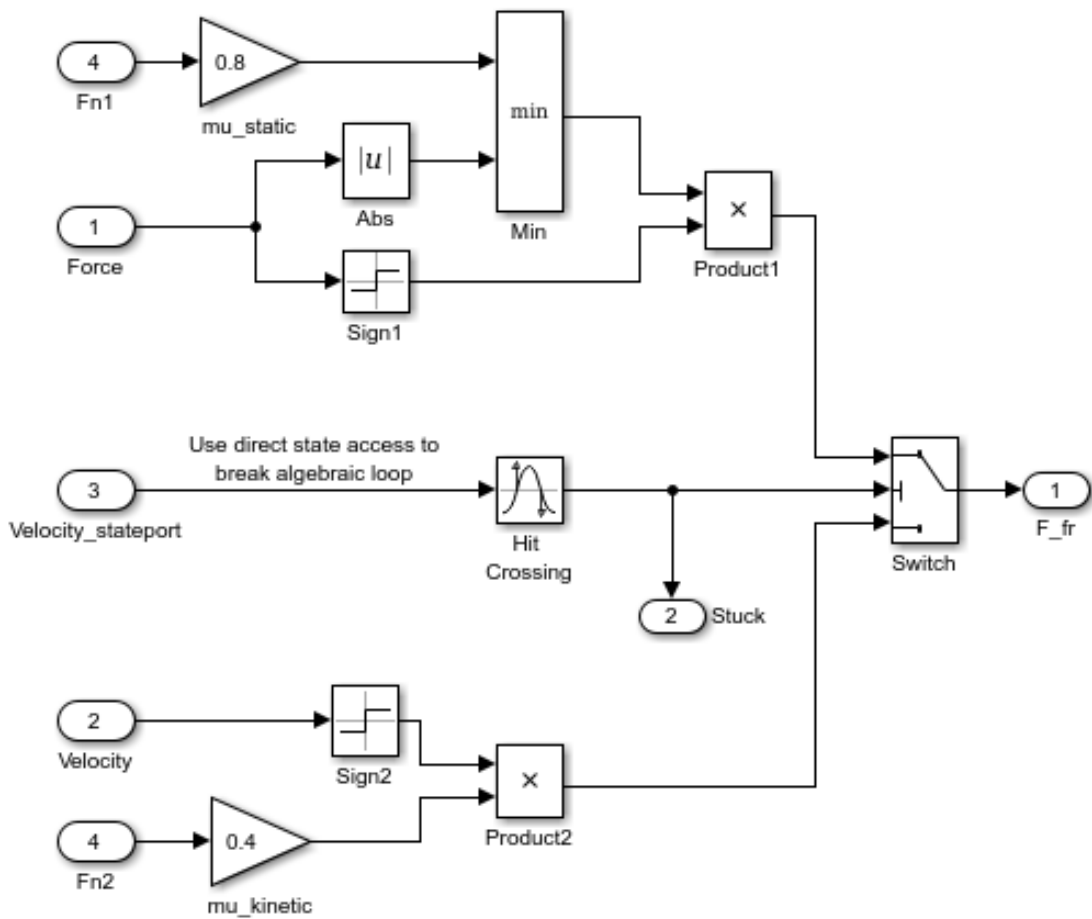 4
Fn1
0.8
mu_static
min
Min
|u|
Abs
1
Force
Sign1
×
Product1
Use direct state access to
break algebraic loop
3
Velocity_stateport
Hit
Crossing
2
Stuck
Switch
1
F_fr
2
Velocity
Sign2
×
Product2
4
Fn2
0.4
mu_kinetic